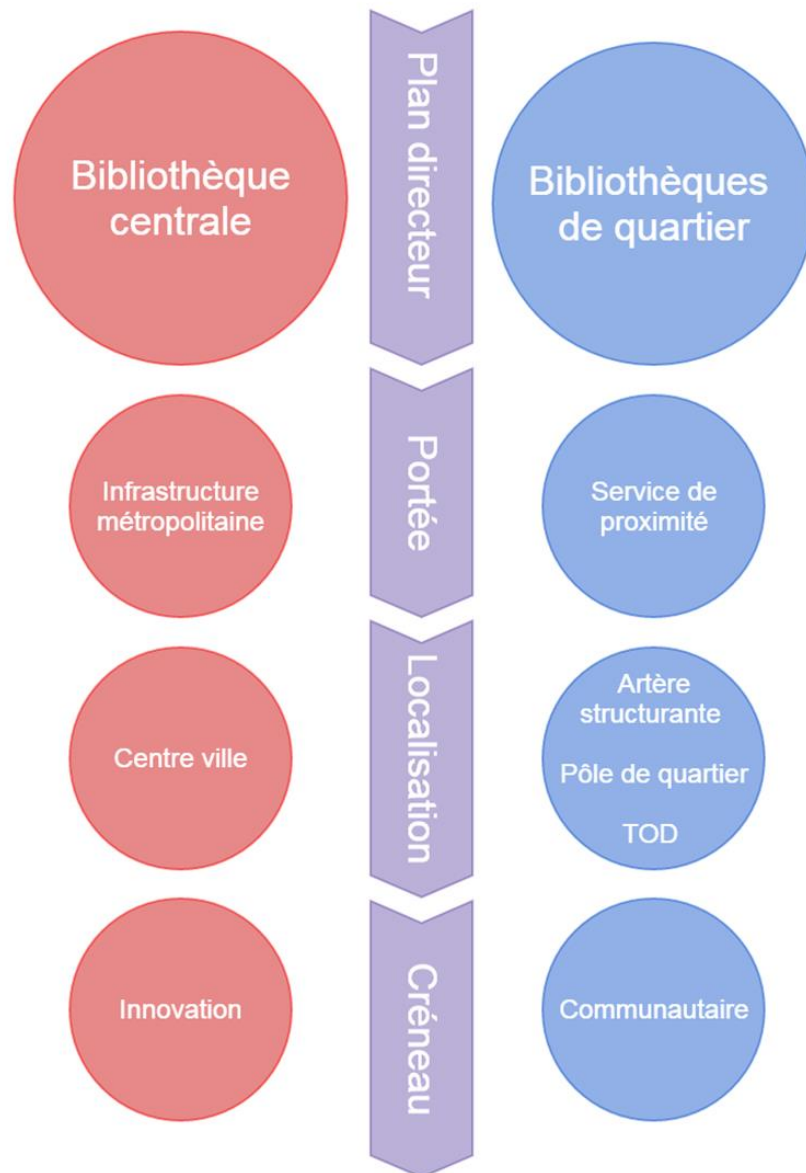 Bibliothèque
centrale
Plan directeur
Bibliothèques
de quartier
Infrastructure
métropolitaine
Portée
Service de
proximité
Centre ville
Localisation
Artère
structurante
Pôle de quartier
TOD
Innovation
Créneau
Communautaire